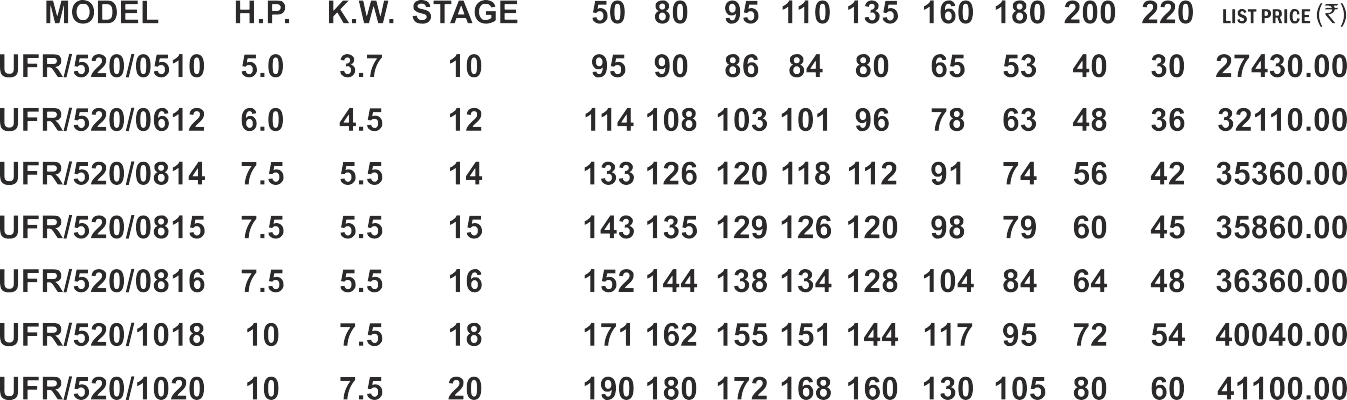 MODEL H.P. K.W. STAGE 50 80 95 110 135 160 180 200 220 LIST PRICE (₹)
UFR/520/0510 5.0 3.7 10 95 90 86 84 80 65 53 40 30 27430.00
UFR/520/0612 6.0 4.5 12 114 108 103 101 96 78 63 48 36 32110.00
UFR/520/0814 7.5 5.5 14 133 126 120 118 112 91 74 56 42 35360.00
UFR/520/0815 7.5 5.5 15 143 135 129 126 120 98 79 60 45 35860.00
UFR/520/0816 7.5 5.5 16 152 144 138 134 128 104 84 64 48 36360.00
UFR/520/1018 10 7.5 18 171 162 155 151 144 117 95 72 54 40040.00
UFR/520/1020 10 7.5 20 190 180 172 168 160 130 105 80 60 41100.00